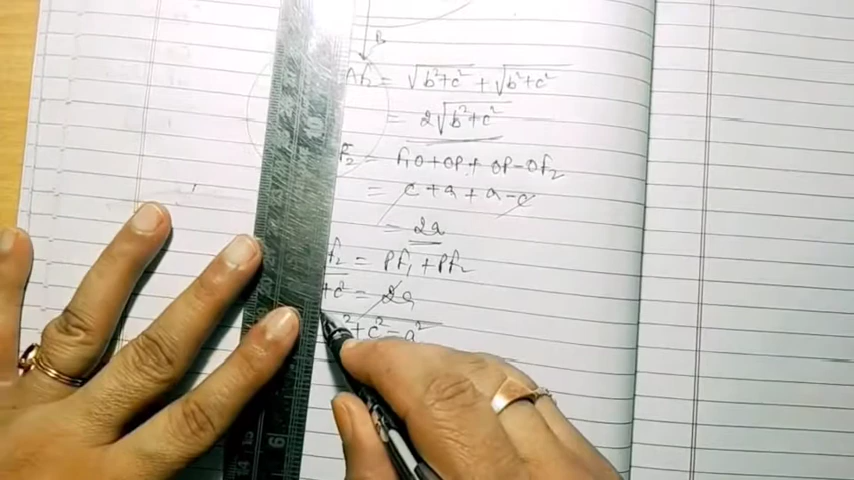 B
AF₂ = √b²+c² + √b²+c²
= 2√b²+c²
F₂ = F₁O + OP + OP - OF₂
= c + a + a - c
= 2a
F₂ = PF₁ + PF₂
+c² = 2a
²+c² = a²